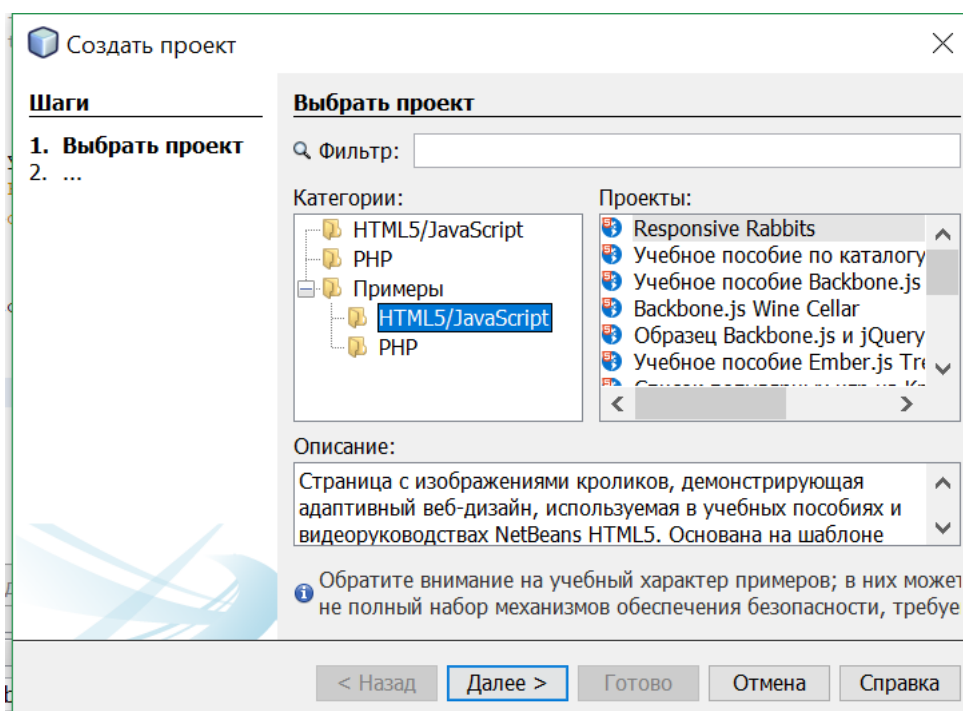 Создать проект
Шаги
1. Выбрать проект
2. ...
Выбрать проект
Фильтр:
Категории:
HTML5/JavaScript
PHP
Примеры
HTML5/JavaScript
PHP
Проекты:
Responsive Rabbits
Учебное пособие по каталогу
Учебное пособие Backbone.js
Backbone.js Wine Cellar
Образец Backbone.js и jQuery
Учебное пособие Ember.js
Описание:
Страница с изображениями кроликов, демонстрирующая
адаптивный веб-дизайн, используемая в учебных пособиях и
видеоруководствах NetBeans HTML5. Основана на шаблоне
Обратите внимание на учебный характер примеров; в них может
не полный набор механизмов обеспечения безопасности,
< Назад
Далее >
Готово
Отмена
Справка